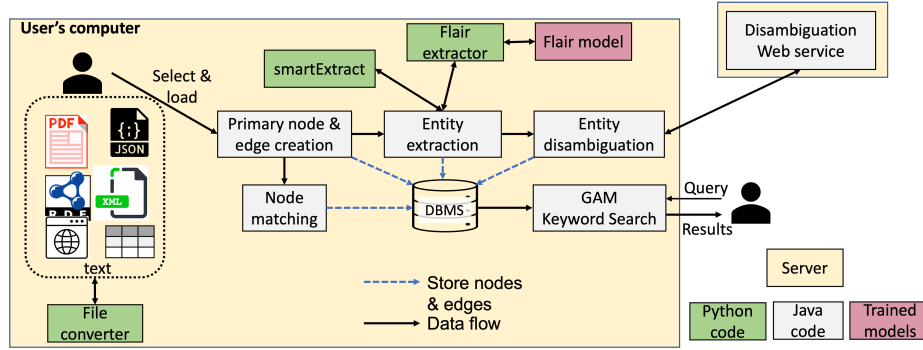 User's computer
Select &
load
smartExtract
Flair
extractor
Flair model
Disambiguation
Web service
PDF
{;}
JSON
Primary node &
edge creation
Entity
extraction
Entity
disambiguation
XML
Node
matching
DBMS
GAM
Keyword Search
Query
Results
text
File
converter
Store nodes
& edges
Data flow
Server
Python
code
Java
code
Trained
models